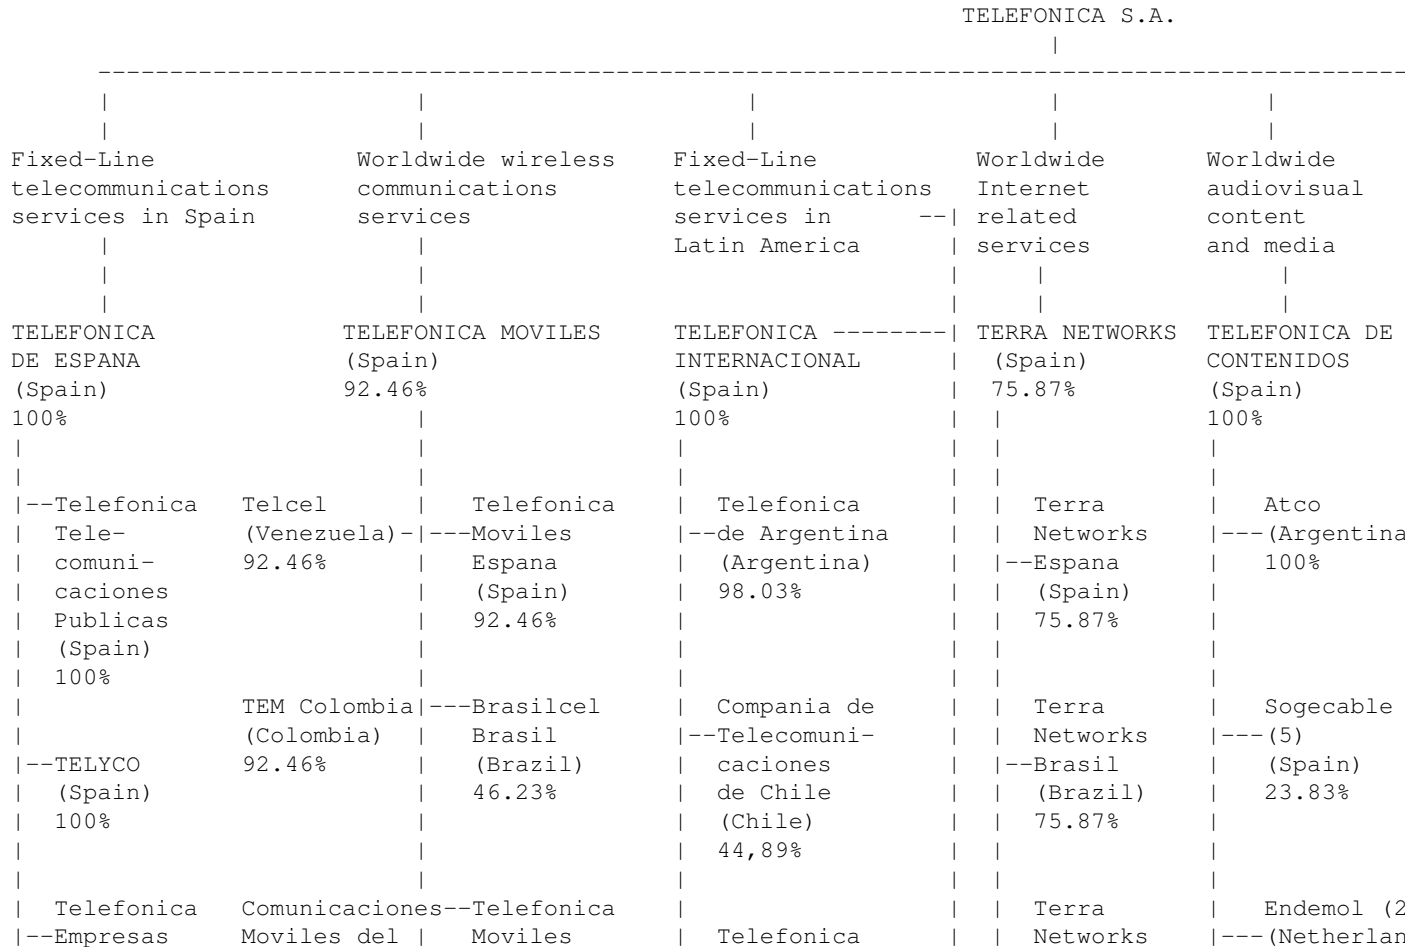 TELEFONICA S.A.
Fixed-Line Worldwide wireless Fixed-Line Worldwide Worldwide
telecommunications communications telecommunications Internet audiovisual
services in Spain services services in --| related content
Latin America | services and media
TELEFONICA TELEFONICA MOVILES TELEFONICA --------| TERRA NETWORKS TELEFONICA DE
DE ESPANA (Spain) INTERNACIONAL | (Spain) CONTENIDOS
(Spain) 92.46% (Spain) | 75.87% (Spain)
100% | 100% | | 100%
|--Telefonica Telcel | Telefonica | Telefonica | | Terra | Atco
| Tele- (Venezuela)-|---Moviles |--de Argentina | | Networks |---(Argentina
| comuni- 92.46% | Espana | (Argentina) | |--Espana | 100%
| caciones | (Spain) | 98.03% | | (Spain) |
| Publicas | 92.46% | | | 75.87% |
| (Spain) | | | | |
| 100% | | | | |
| TEM Colombia|---Brasilcel | Compania de | | Terra | Sogecable
| (Colombia) | Brasil |--Telecomuni- | | Networks |---(5)
|--TELYCO 92.46% | (Brazil) | caciones | |--Brasil | (Spain)
| (Spain) | 46.23% | de Chile | | (Brazil) | 23.83%
| 100% | | (Chile) | | 75.87% |
| | | 44,89% | | |
| Telefonica Comunicaciones--Telefonica | | | Terra | Endemol (2
|--Empresas Moviles del | Moviles | Telefonica | | Networks |---(Netherlan